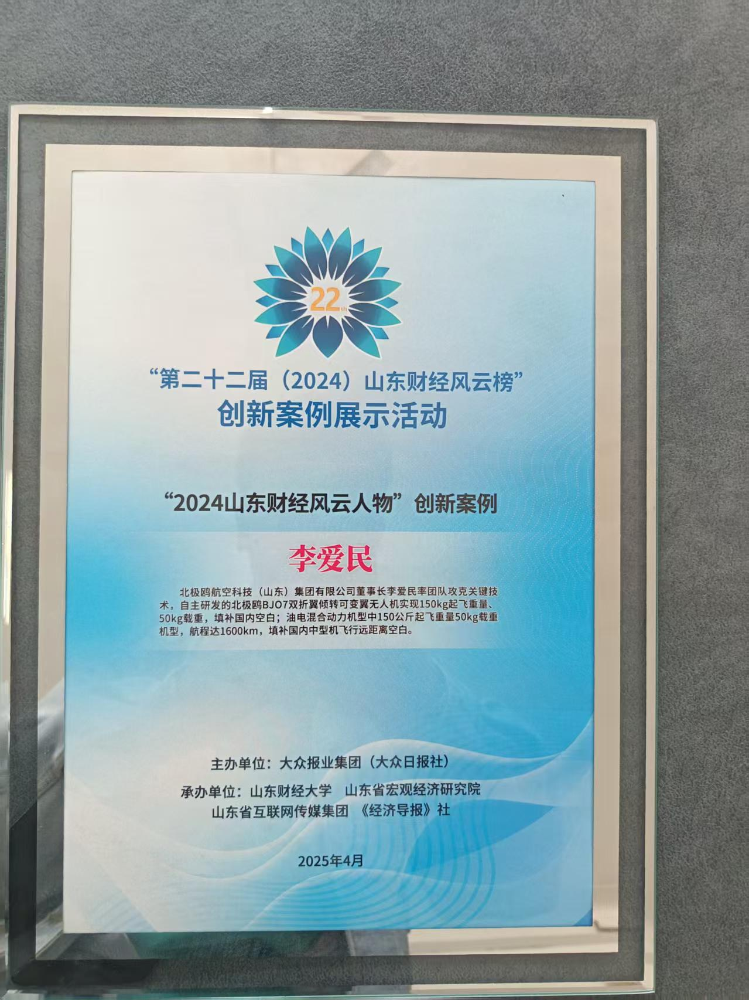 22th
“第二十二届（2024）山东财经风云榜”
创新案例展示活动
“2024山东财经风云人物”创新案例
李爱民
北极鸥航空科技（山东）集团有限公司董事长李爱民率团队攻克关键技
术，自主研发的北极鸥BJO7双折翼倾转可变翼无人机实现150kg起飞重量、
50kg载重，填补国内空白；油电混合动力机型中150公斤起飞重量50kg载重
机型，航程达1600km，填补国内中型机飞行远距离空白。
主办单位：大众报业集团（大众日报社）
承办单位：山东财经大学 山东省宏观经济研究院
山东省互联网传媒集团 《经济导报》社
2025年4月